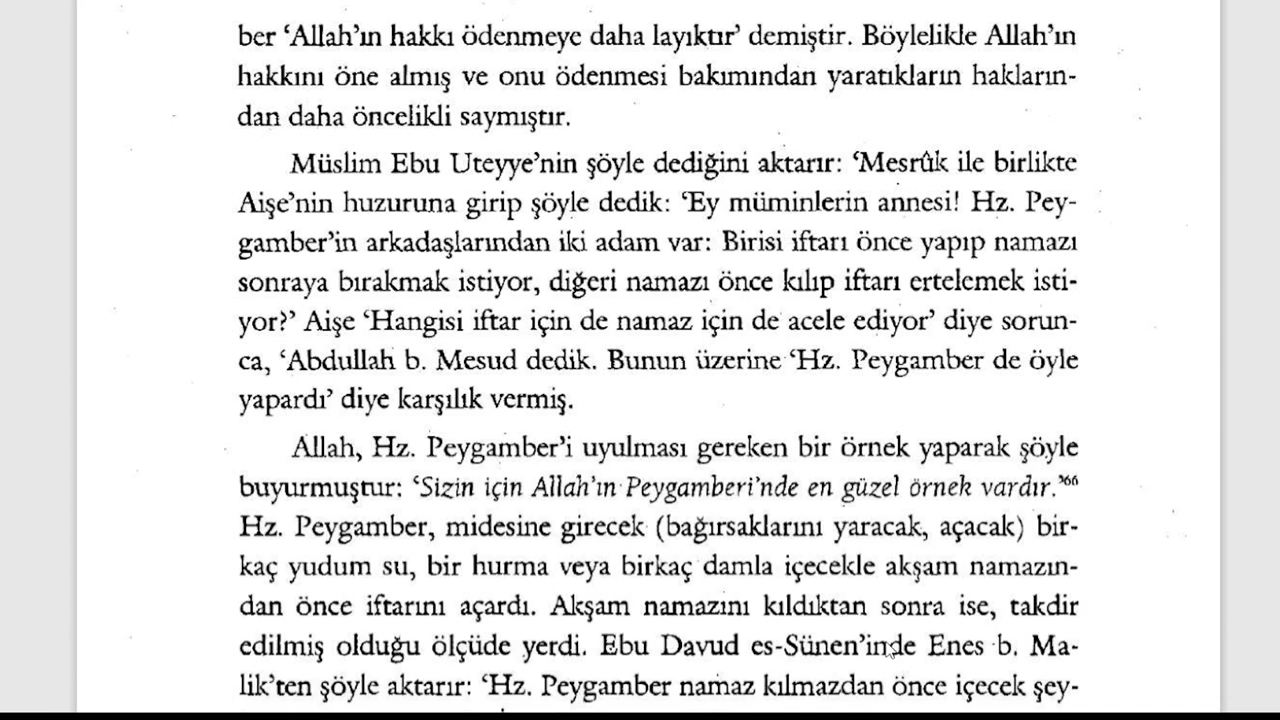 ber ‘Allah’ın hakkı ödenmeye daha layıktır’ demiştir. Böylelikle Allah’ın
hakkını öne almış ve onu ödenmesi bakımından yaratıkların hakların-
dan daha öncelikli saymıştır.
Müslim Ebu Uteyye’nin şöyle dediğini aktarır: ‘Mesrûk ile birlikte
Aişe’nin huzuruna girip şöyle dedik: ‘Ey müminlerin annesi! Hz. Pey-
gamber’in arkadaşlarından iki adam var: Birisi iftarı önce yapıp namazı
sonraya bırakmak istiyor, diğeri namazı önce kılıp iftarı ertelemek isti-
yor?’ Aişe ‘Hangisi iftar için de namaz için de acele ediyor’ diye sorun-
ca, ‘Abdullah b. Mesud dedik. Bunun üzerine ‘Hz. Peygamber de öyle
yapardı’ diye karşılık vermiş.
Allah, Hz. Peygamber’i uyulması gereken bir örnek yaparak şöyle
buyurmuştur: ‘Sizin için Allah’ın Peygamberi’nde en güzel örnek vardır.’66
Hz. Peygamber, midesine girecek (bağırsaklarını yaracak, açacak) bir-
kaç yudum su, bir hurma veya birkaç damla içecekle akşam namazın-
dan önce iftarını açardı. Akşam namazını kıldıktan sonra ise, takdir
edilmiş olduğu ölçüde yerdi. Ebu Davud es-Sünen’inde Enes b. Ma-
lik’ten şöyle aktarır: ‘Hz. Peygamber namaz kılmazdan önce içecek şey-